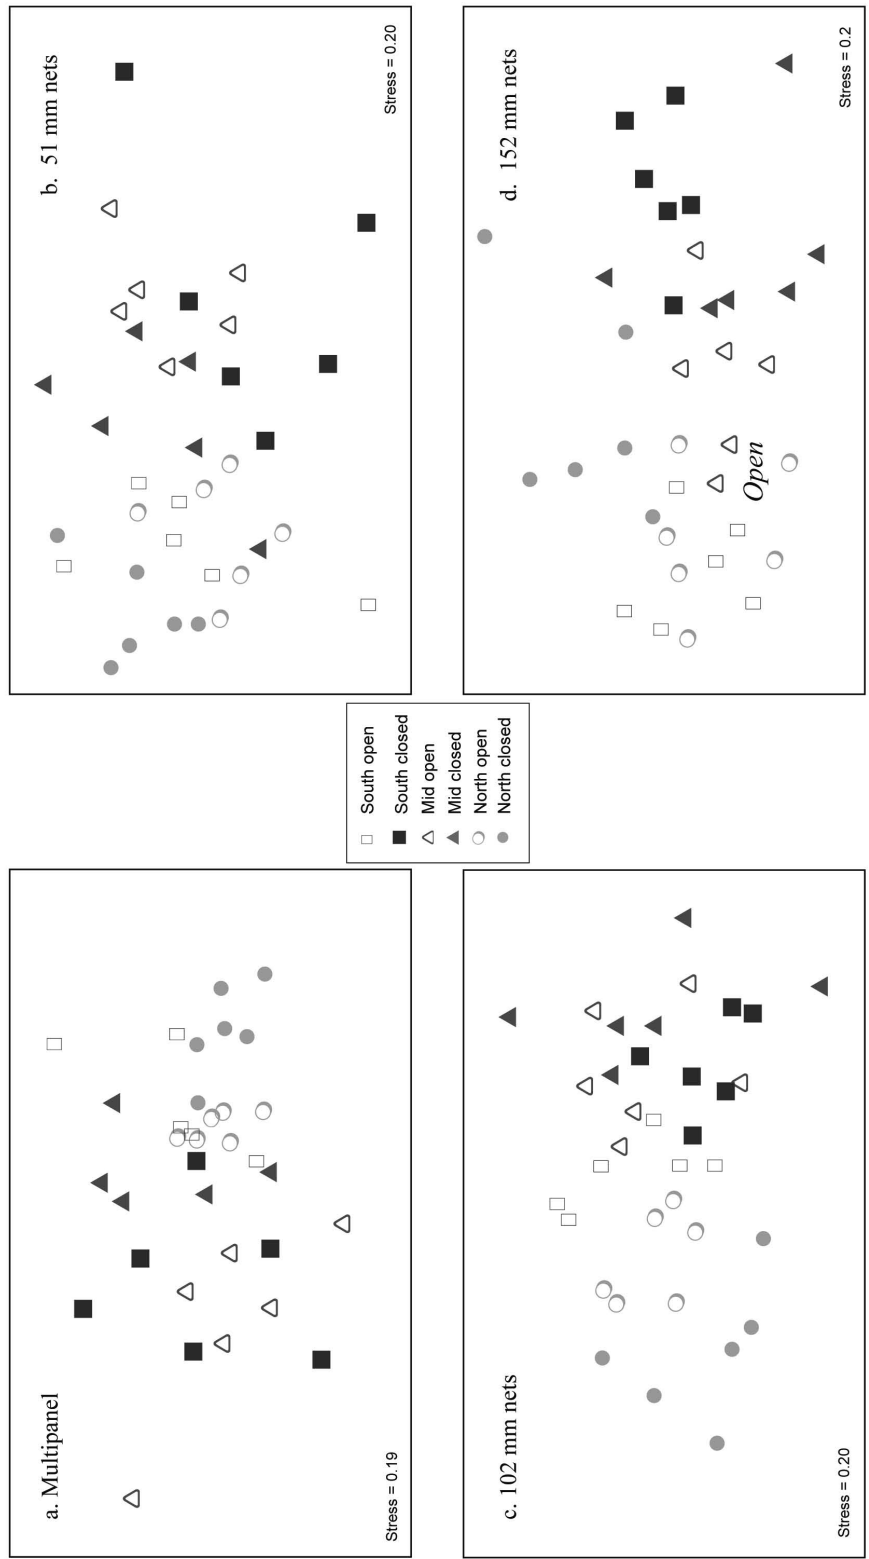 a. Multipanel
Stress = 0.19
b. 51 mm nets
Stress = 0.20
South open
South closed
Mid open
Mid closed
North open
North closed
c. 102 mm nets
Stress = 0.20
d. 152 mm nets
Open
Stress = 0.2